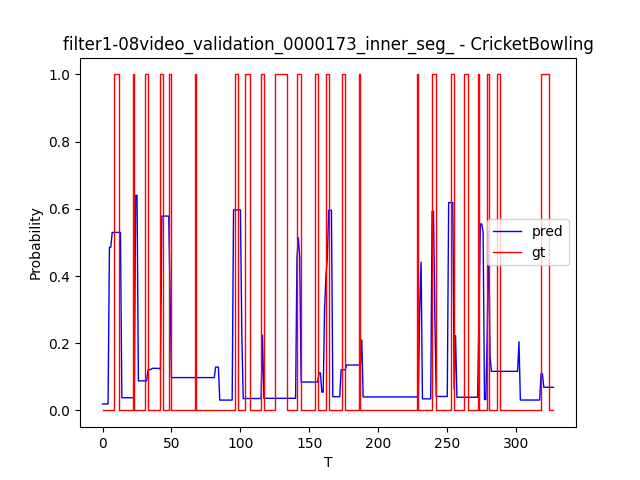 filter1-08video_validation_0000173_inner_seg_ - CricketBowling
1.0
0.8
0.6
0.4
0.2
0.0
Probability
pred
gt
0
50
100
150
200
250
300
T